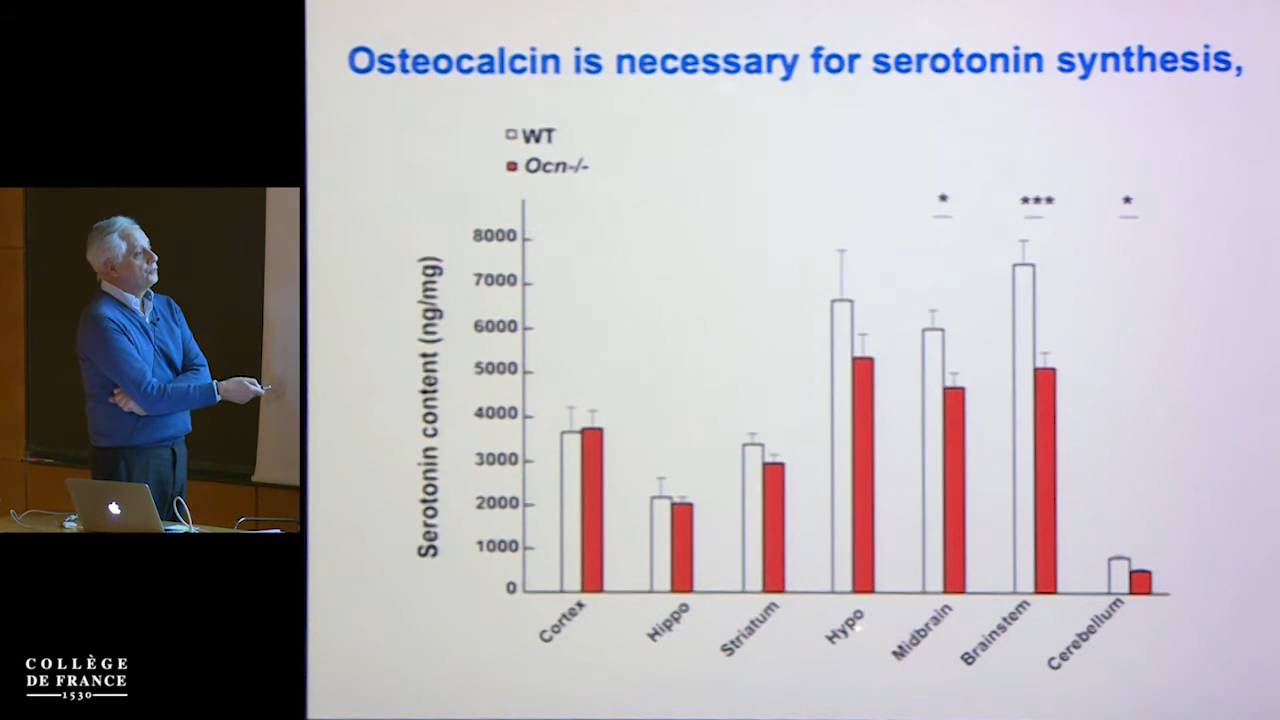 Osteocalcin is necessary for serotonin synthesis,
WT
Ocn-/-
* *** *
8000
7000
6000
5000
4000
3000
2000
1000
0
Serotonin content (ng/mg)
Cortex
Hippo
Striatum
Hypo
Midbrain
Brainstem
Cerebellum
COLLÈGE
DE FRANCE
1530